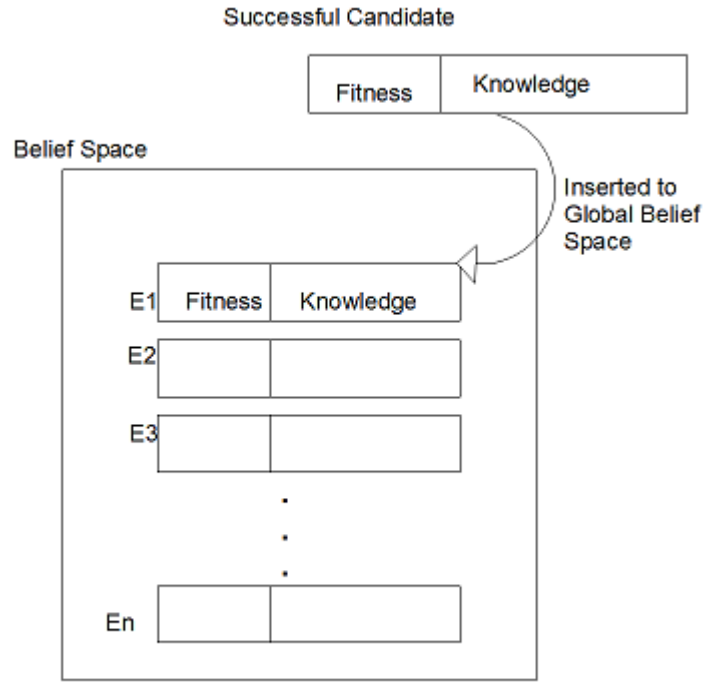 Successful Candidate
Fitness Knowledge
Belief Space
Inserted to
Global Belief
Space
E1 Fitness Knowledge
E2
E3
En